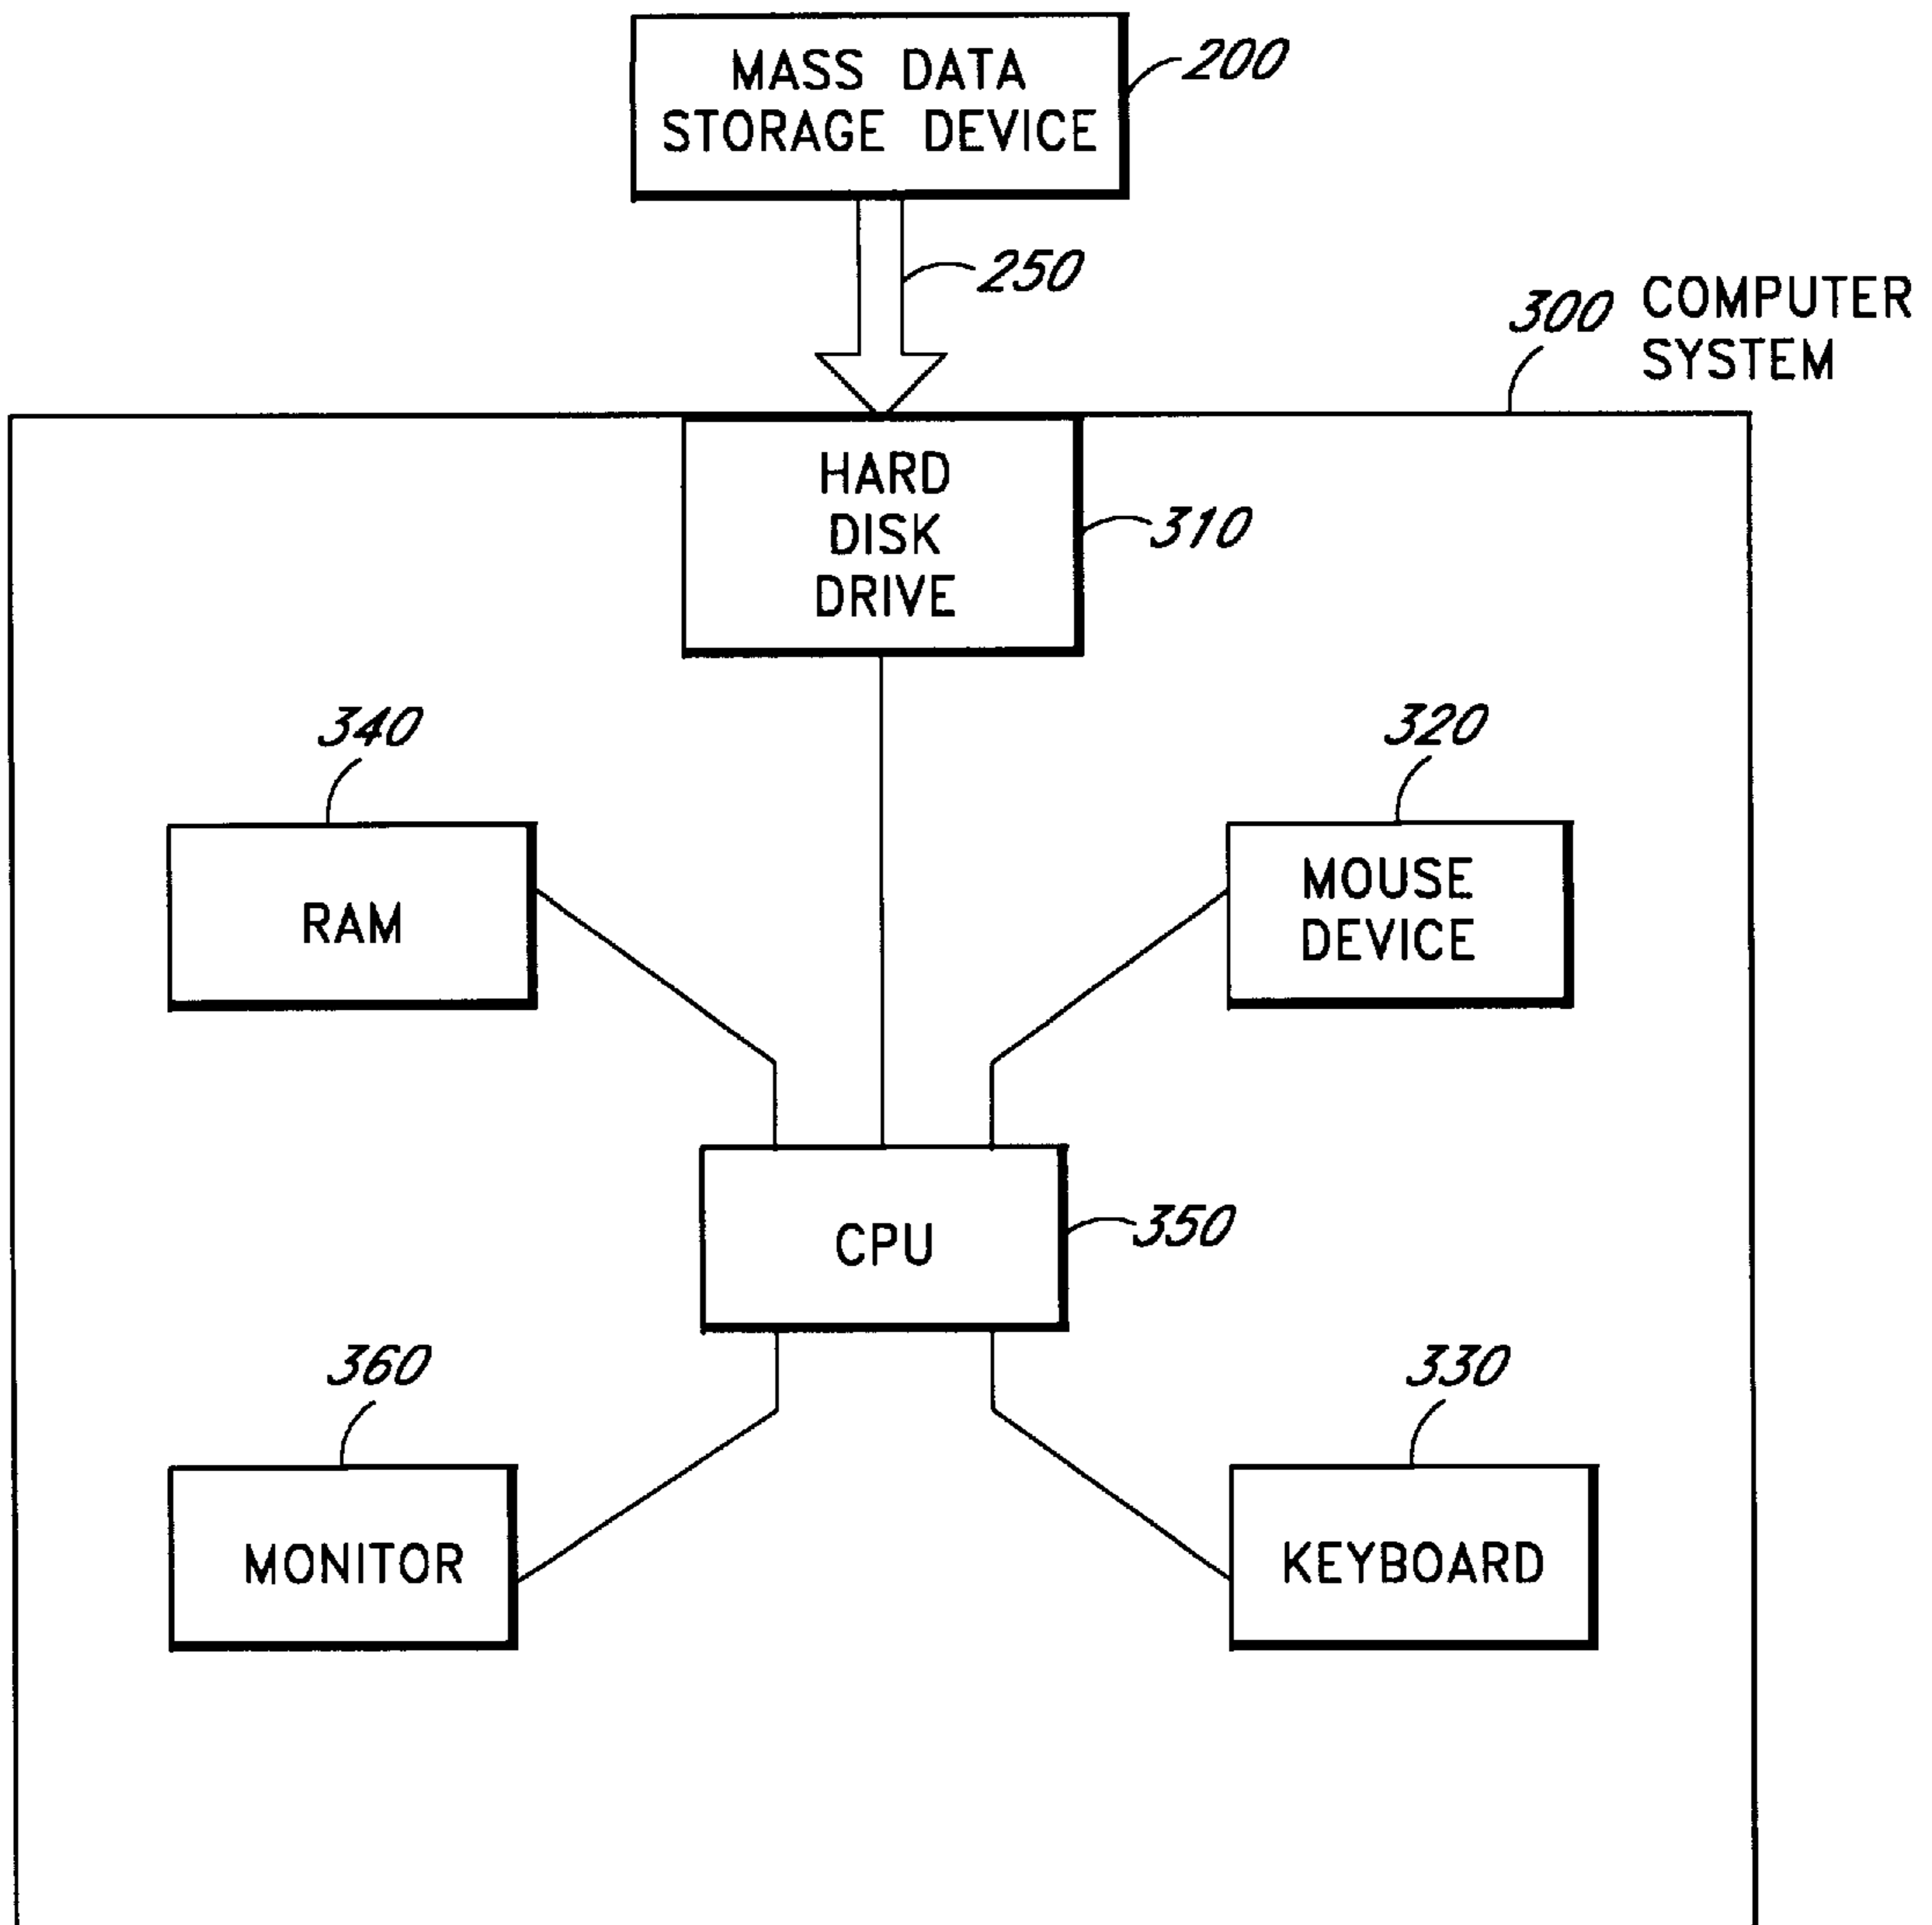 MASS DATA
STORAGE DEVICE
200
250
300
COMPUTER
SYSTEM
HARD
DISK
DRIVE
310
340
320
RAM
MOUSE
DEVICE
CPU
350
360
330
MONITOR
KEYBOARD